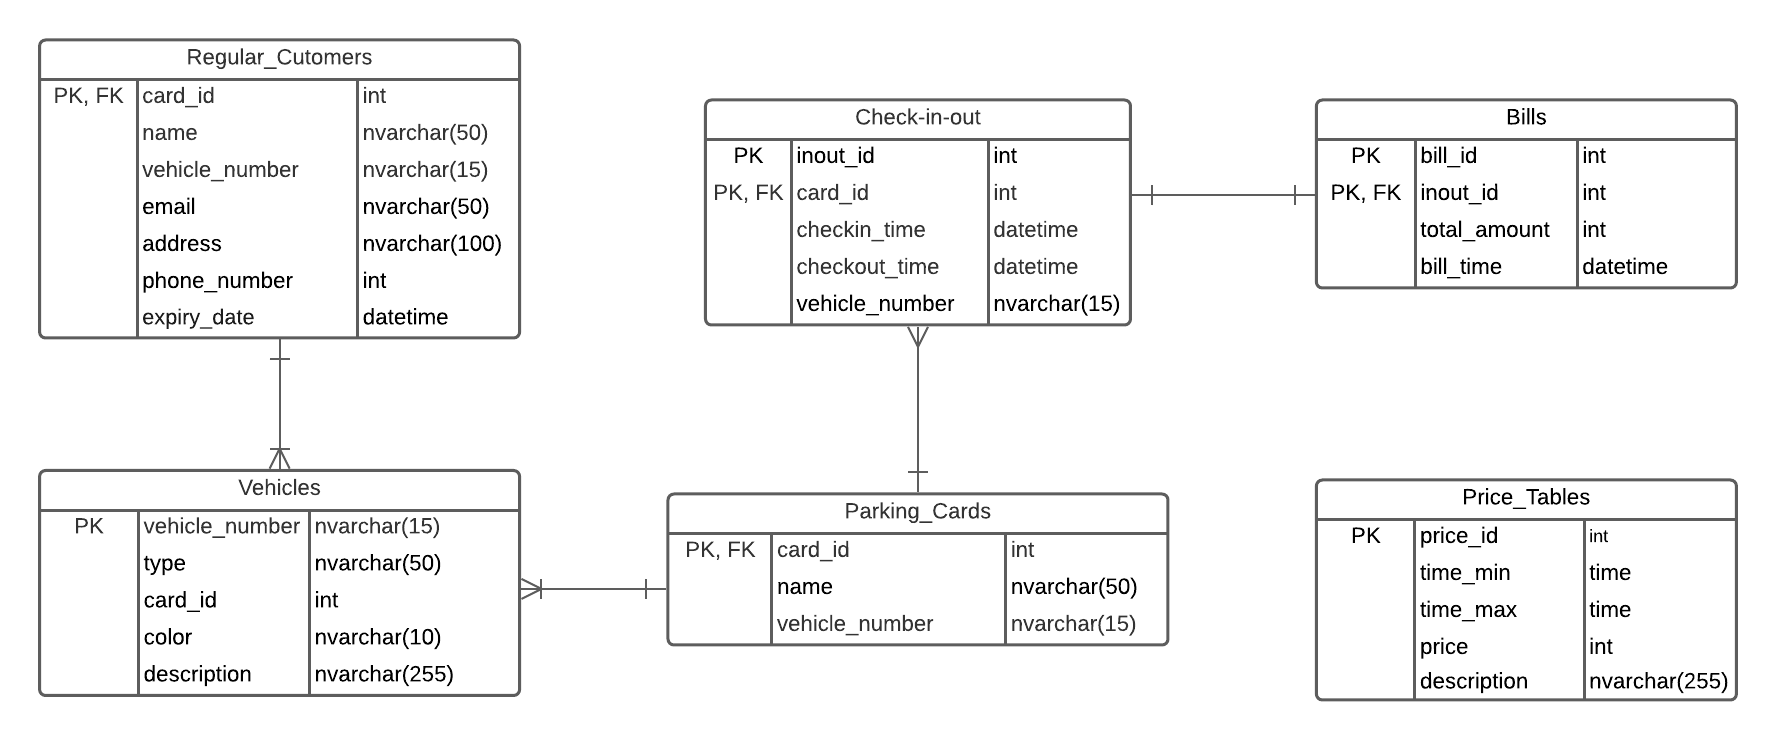 Regular_Cutomers
PK, FK card_id int
name nvarchar(50)
vehicle_number nvarchar(15)
email nvarchar(50)
address nvarchar(100)
phone_number int
expiry_date datetime
Check-in-out
PK inout_id int
PK, FK card_id int
checkin_time datetime
checkout_time datetime
vehicle_number nvarchar(15)
Bills
PK bill_id int
PK, FK inout_id int
total_amount int
bill_time datetime
Vehicles
PK vehicle_number nvarchar(15)
type nvarchar(50)
card_id int
color nvarchar(10)
description nvarchar(255)
Parking_Cards
PK, FK card_id int
name nvarchar(50)
vehicle_number nvarchar(15)
Price_Tables
PK price_id int
time_min time
time_max time
price int
description nvarchar(255)